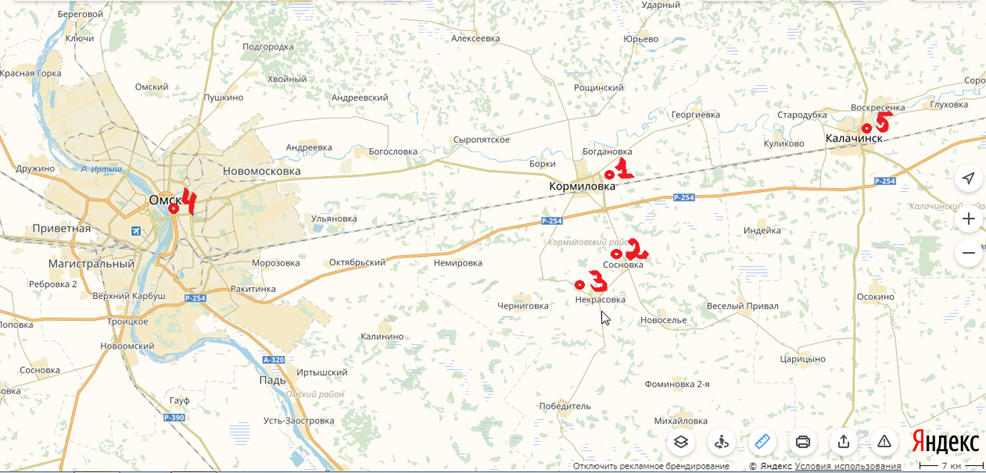 Береговой
Ключи
Ударный
Алексеевка
Юрьево
Подгородка
Красная Горка
Хвойный
Омский
Рощинский
Пушкино
Андреевский
Воскресенка
Глуховка
Георгиевка
Стародубка
5
Калачинск
Сыропятское
Куликово
Андреевка
Богословка
Богдановка
Борки
1
Дружино
р. Иртыш
Новомосковка
Кормиловка
Р-254
Омск
4
Р-254
Ульяновка
Р-254
Приветная
Индейка
Кормиловский район
2
Магистральный
Морозовка
Октябрьский
Немировка
Сосновка
Ребровка 2
Ракитинка
3
Верхний Карбуш
Р-254
Черниговка
Некрасовка
Веселый Привал
Осокино
Троицкое
Новоселье
Калинино
Новоомский
А-320
Царицыно
Сосновка
Иртышский
Падь
Фоминовка 2-я
Омский район
Гауф
Победитель
Р-390
Усть-Заостровка
Михайловка
Яндекс
Отключить рекламное брендирование
© Яндекс Условия использования
7 км